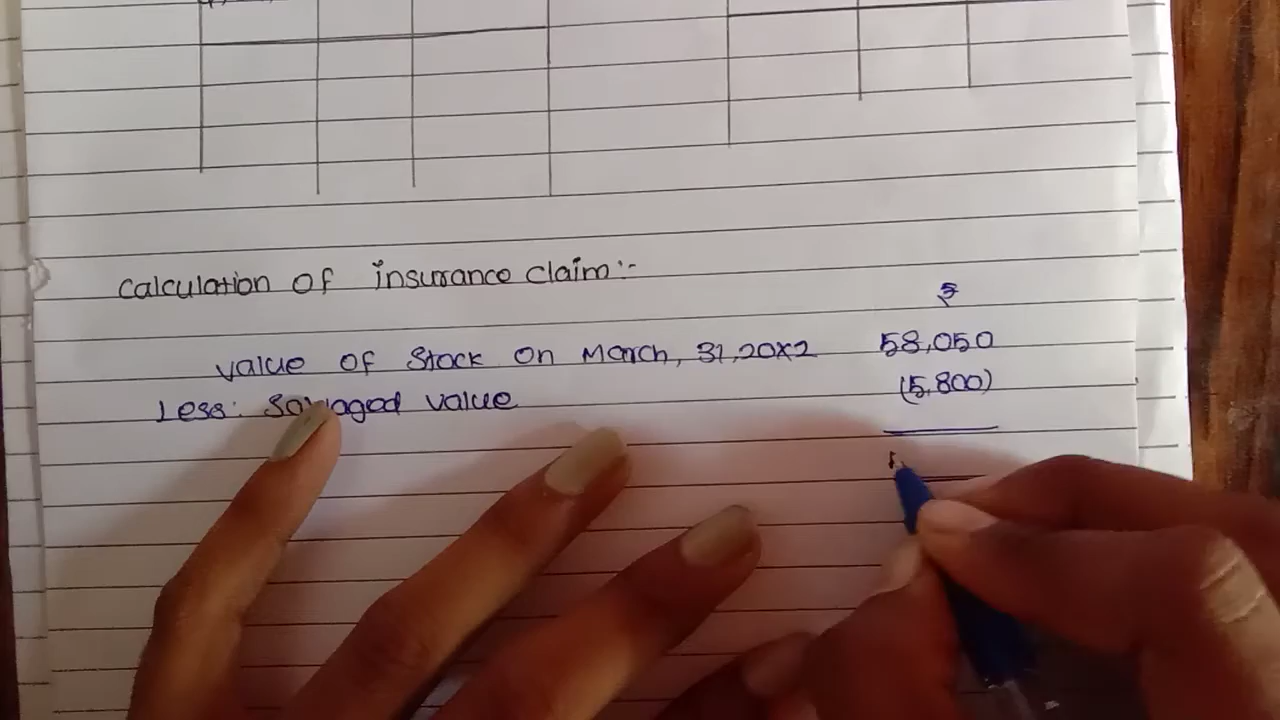 Calculation of insurance claim:-
₹
Value of Stock on March, 31, 20X2 58,050
Less: Salvaged value (5,800)